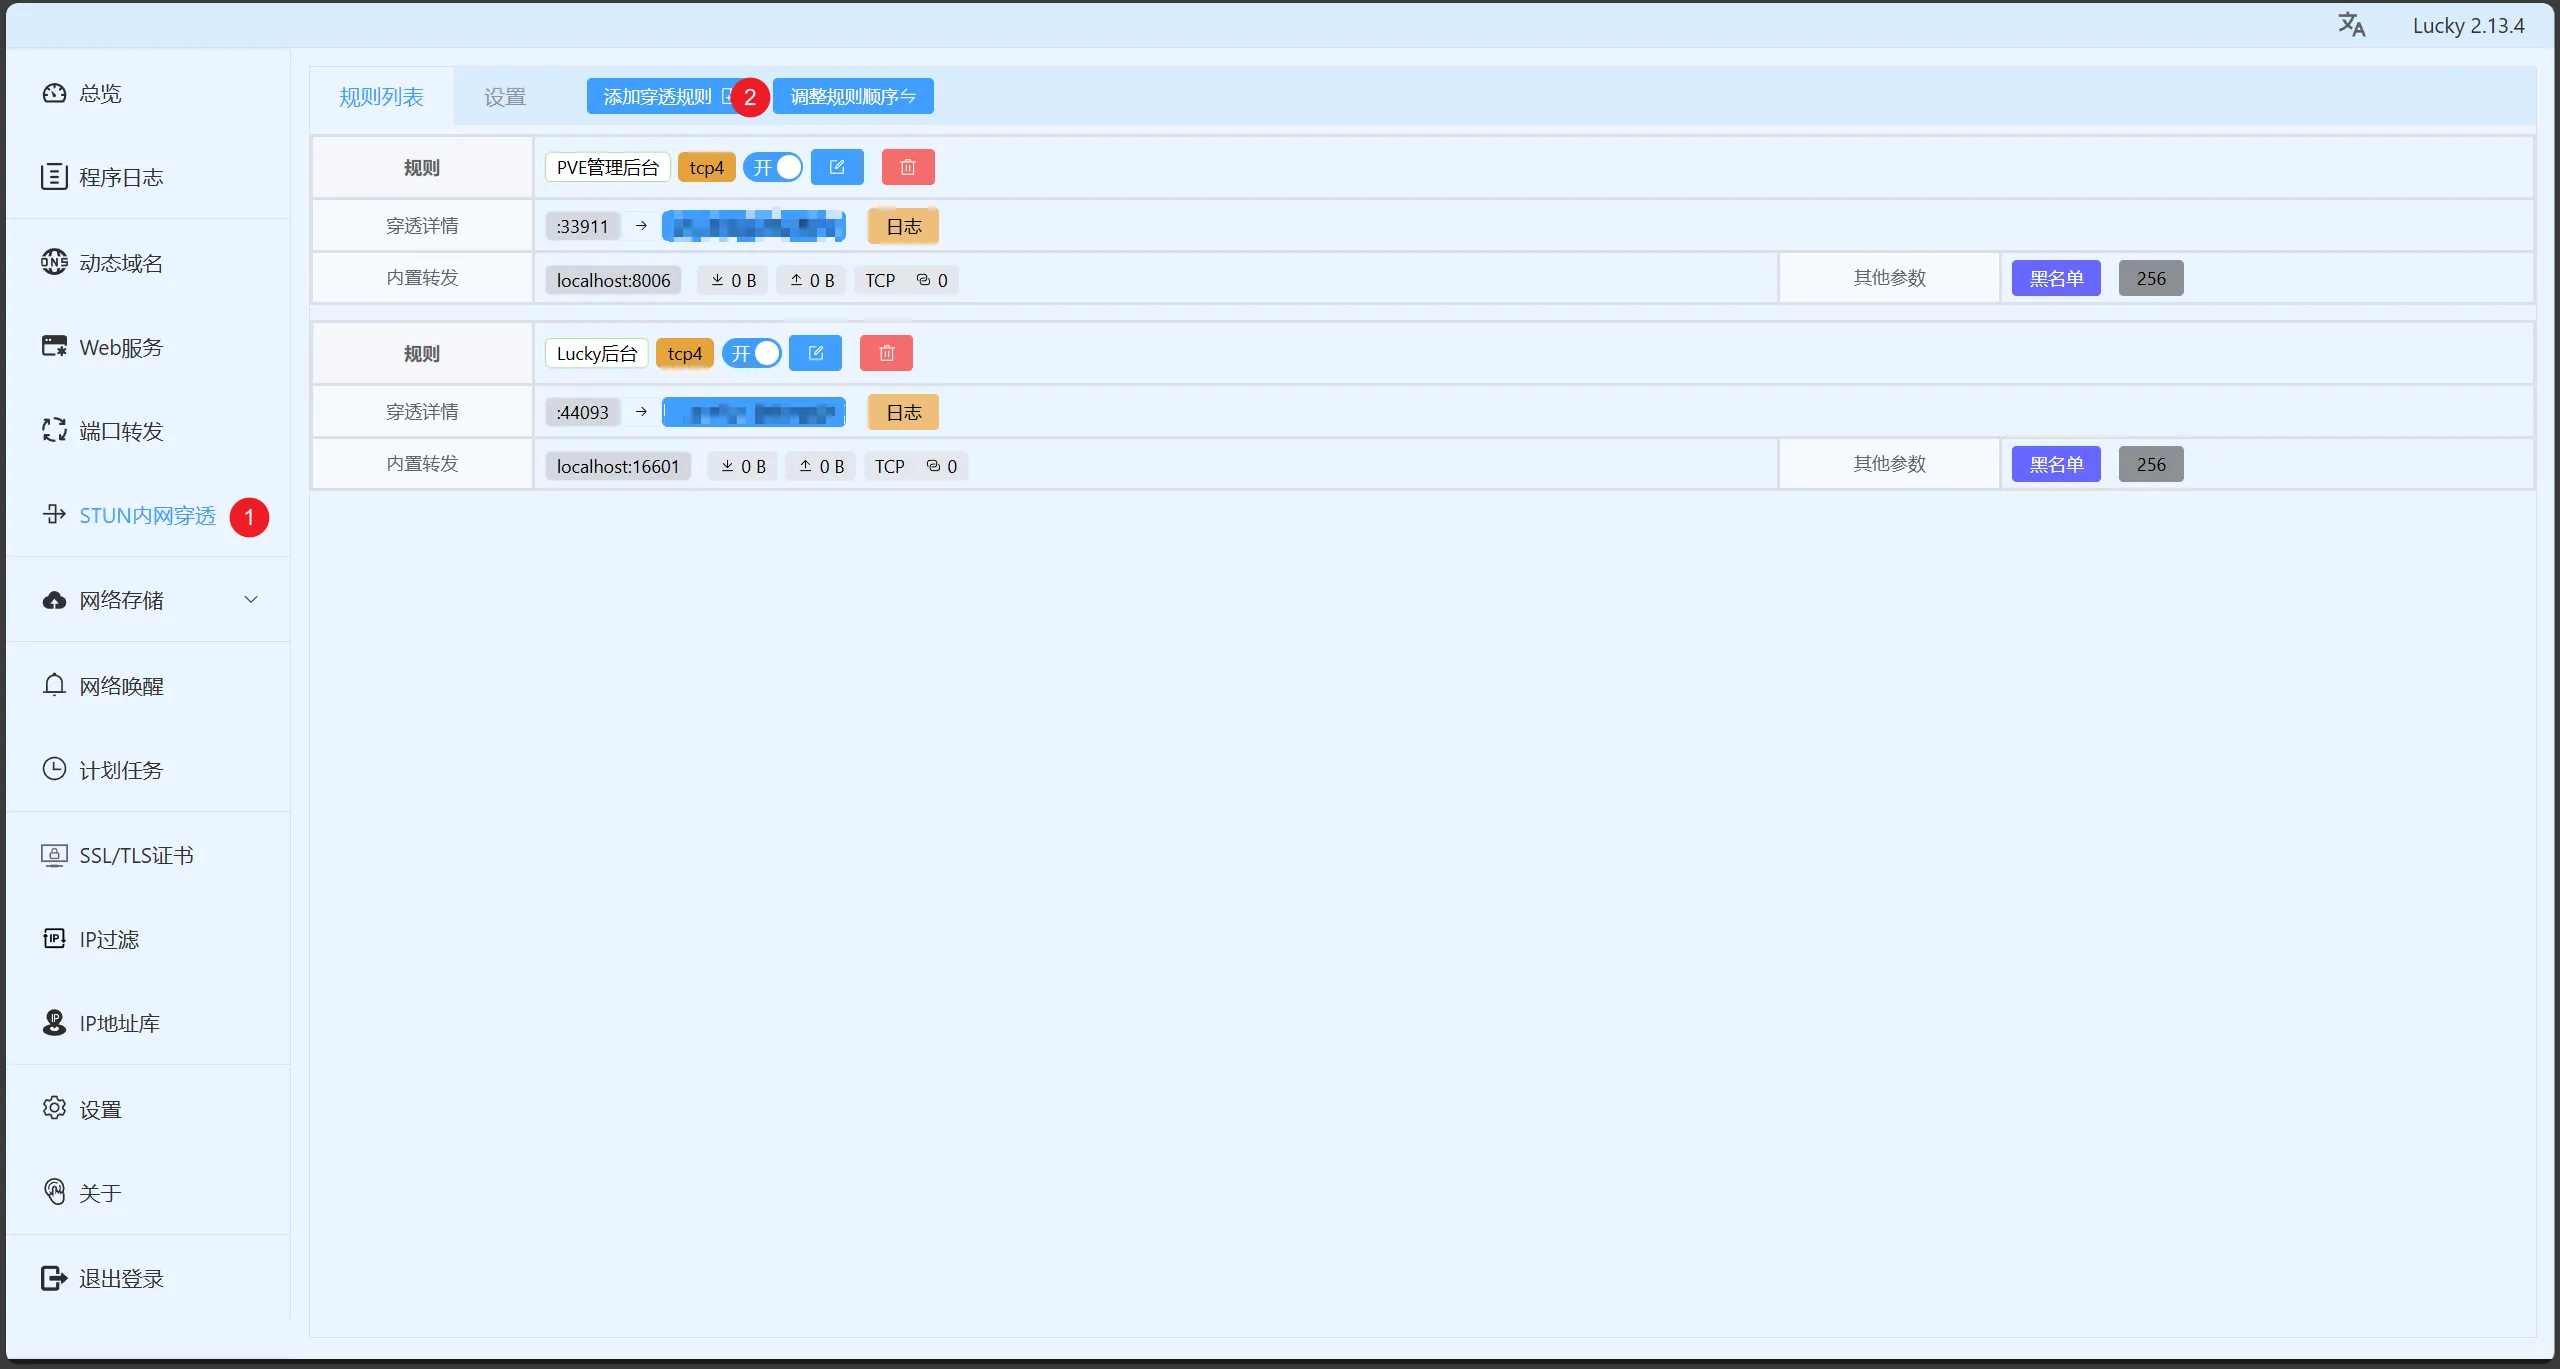 Lucky 2.13.4
总览
程序日志
动态域名
Web服务
端口转发
STUN内网穿透 1
网络存储
网络唤醒
计划任务
SSL/TLS证书
IP过滤
IP地址库
设置
关于
退出登录
规则列表 设置 添加穿透规则 2 调整规则顺序
规则 PVE管理后台 tcp4 开
穿透详情 :33911 → 日志
内置转发 localhost:8006 0 B 0 B TCP 0 其他参数 黑名单 256
规则 Lucky后台 tcp4 开
穿透详情 :44093 → 日志
内置转发 localhost:16601 0 B 0 B TCP 0 其他参数 黑名单 256